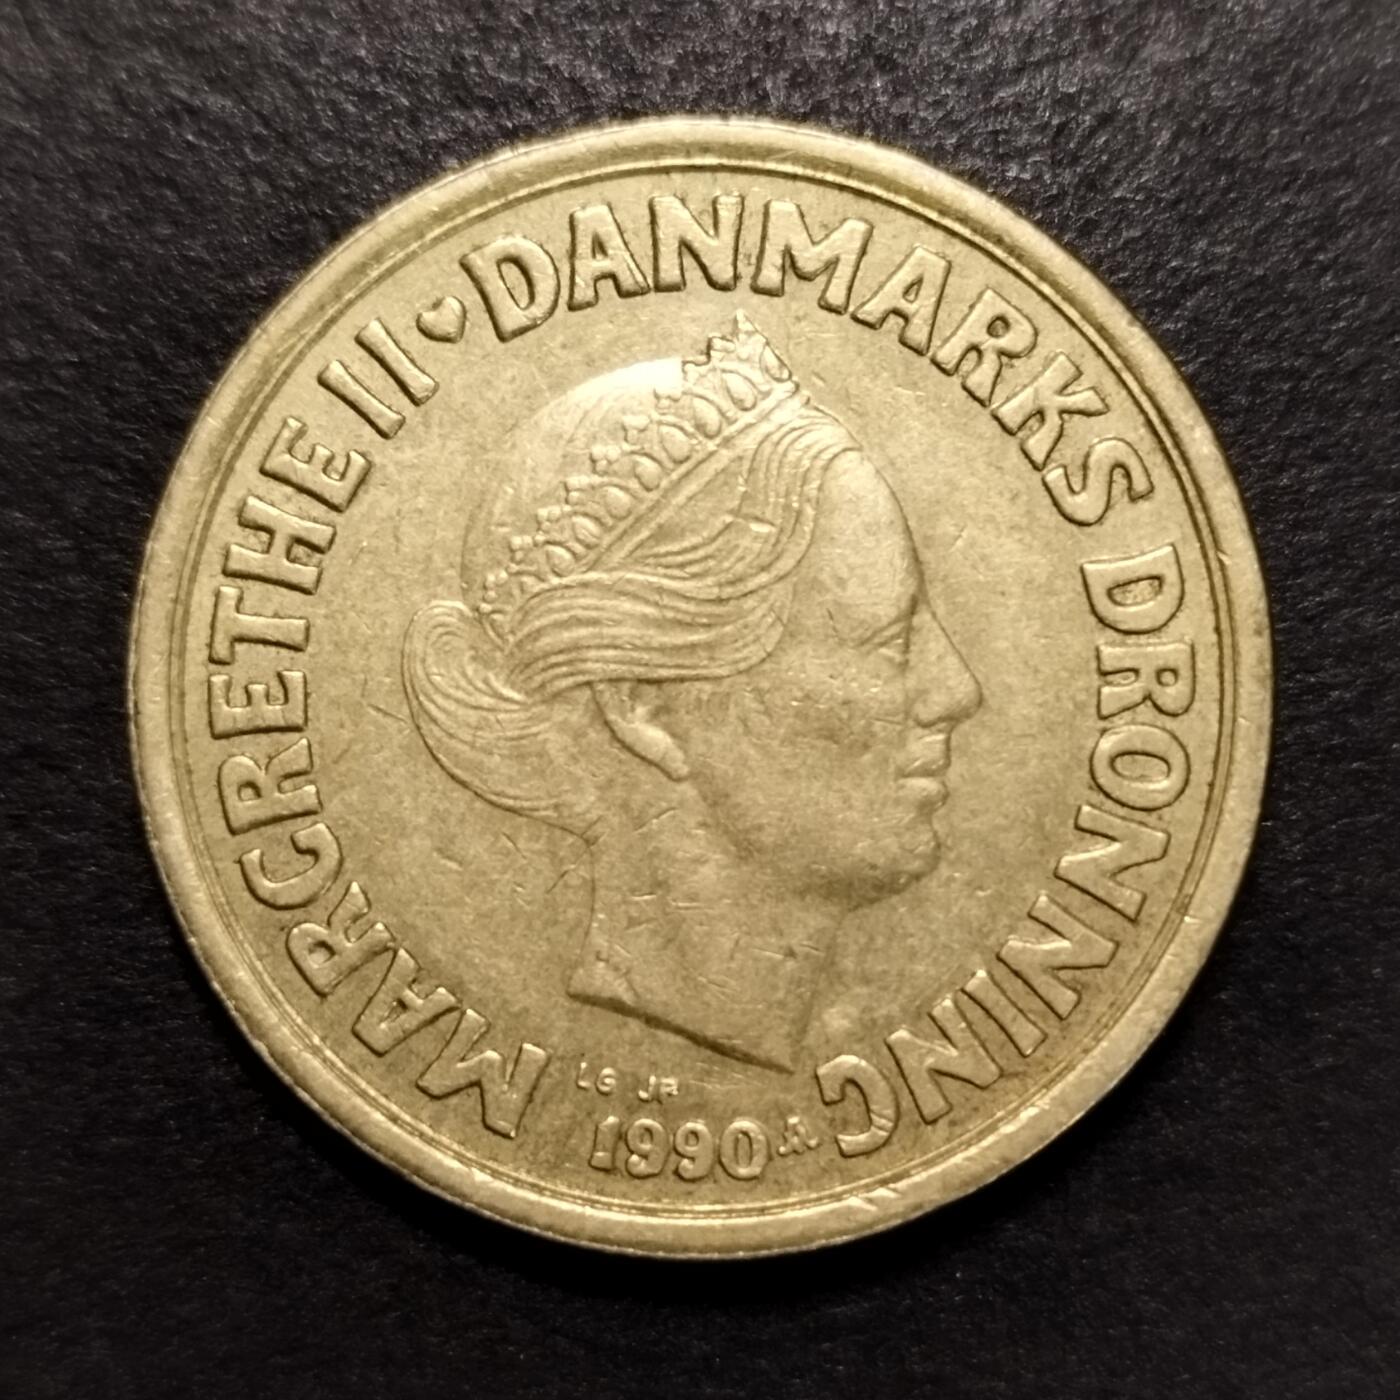 MARGRETHE II ♥ DANMARKS DRONNING
LG JP
1990